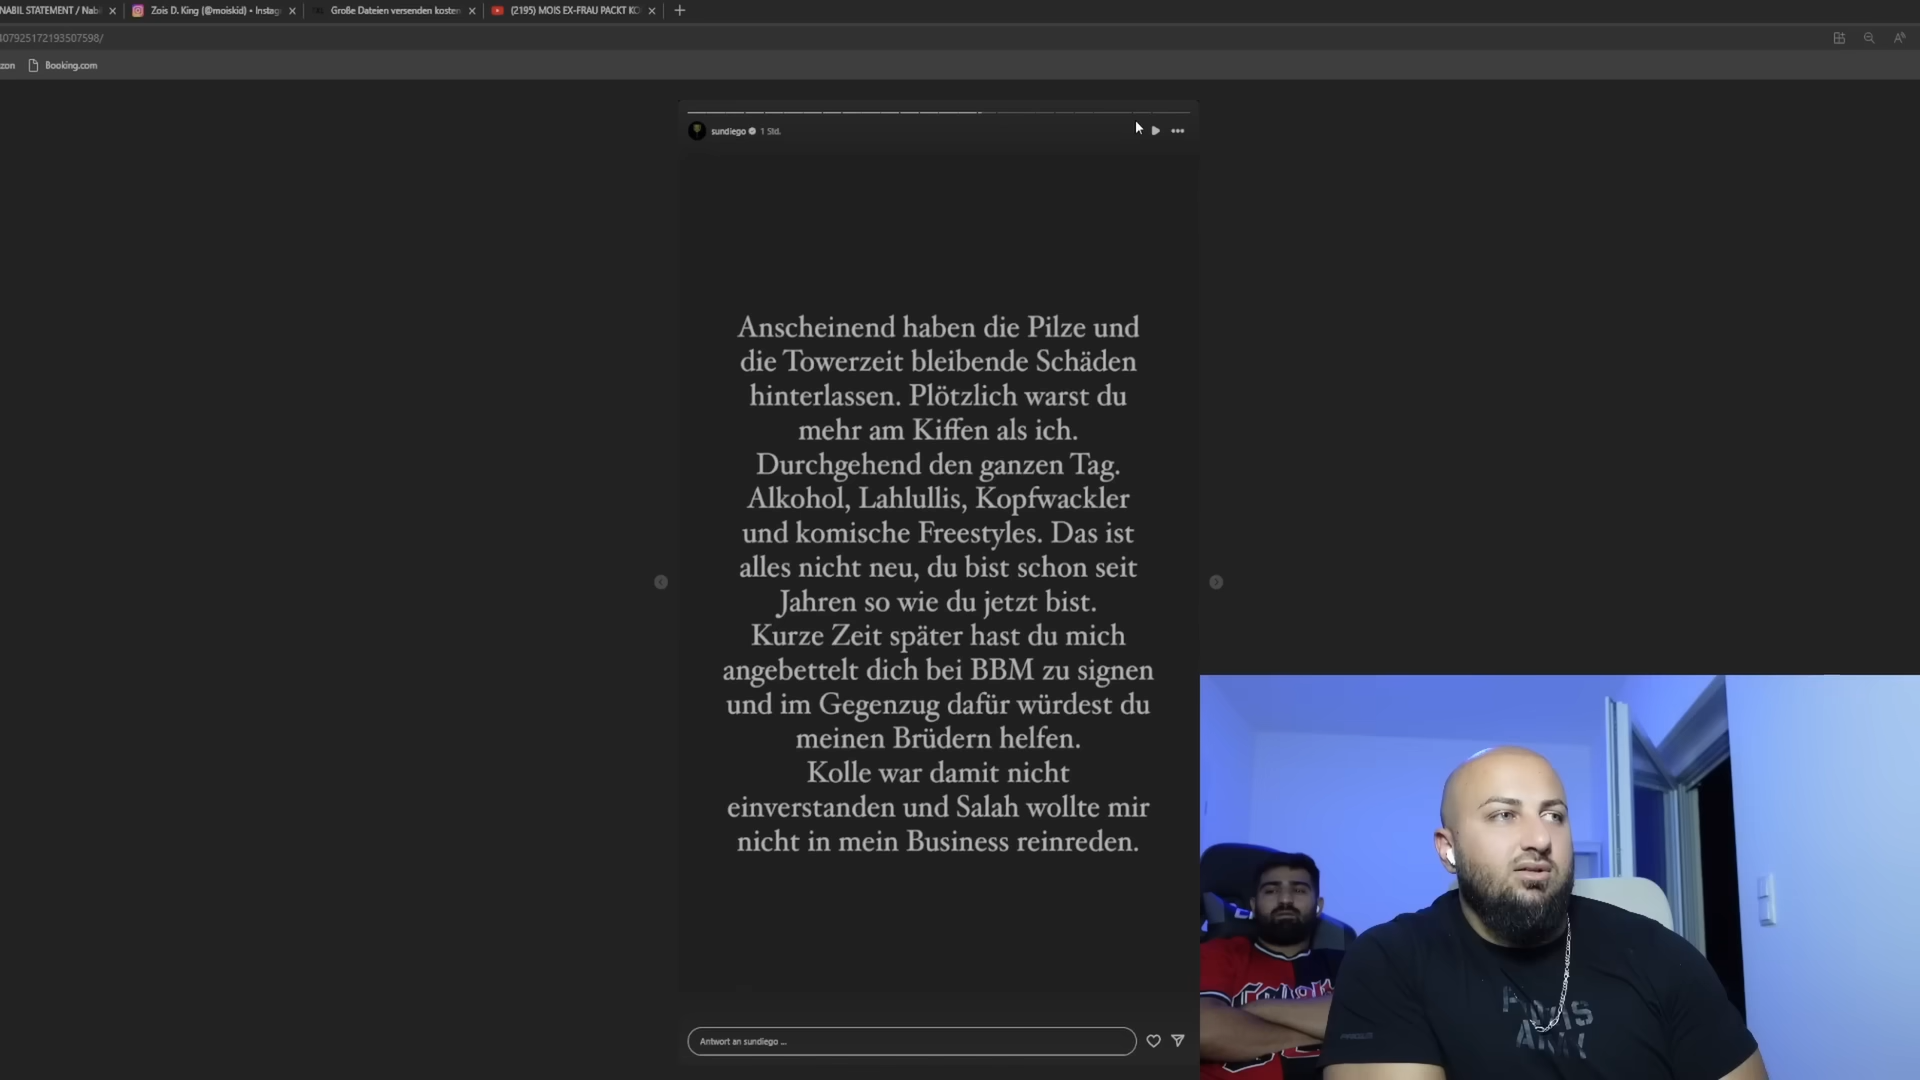 NABIL STATEMENT / Nabi
Zois D. King (@moiskid) • Instag
Große Dateien versenden kosten
(2195) MOIS EX-FRAU PACKT KO
407925172193507598/
zon
Booking.com
sundiego 1 Std.
Anscheinend haben die Pilze und
die Towerzeit bleibende Schäden
hinterlassen. Plötzlich warst du
mehr am Kiffen als ich.
Durchgehend den ganzen Tag.
Alkohol, Lahlullis, Kopfwackler
und komische Freestyles. Das ist
alles nicht neu, du bist schon seit
Jahren so wie du jetzt bist.
Kurze Zeit später hast du mich
angebettelt dich bei BBM zu signen
und im Gegenzug dafür würdest du
meinen Brüdern helfen.
Kolle war damit nicht
einverstanden und Salah wollte mir
nicht in mein Business reinreden.
Antwort an sundiego ...